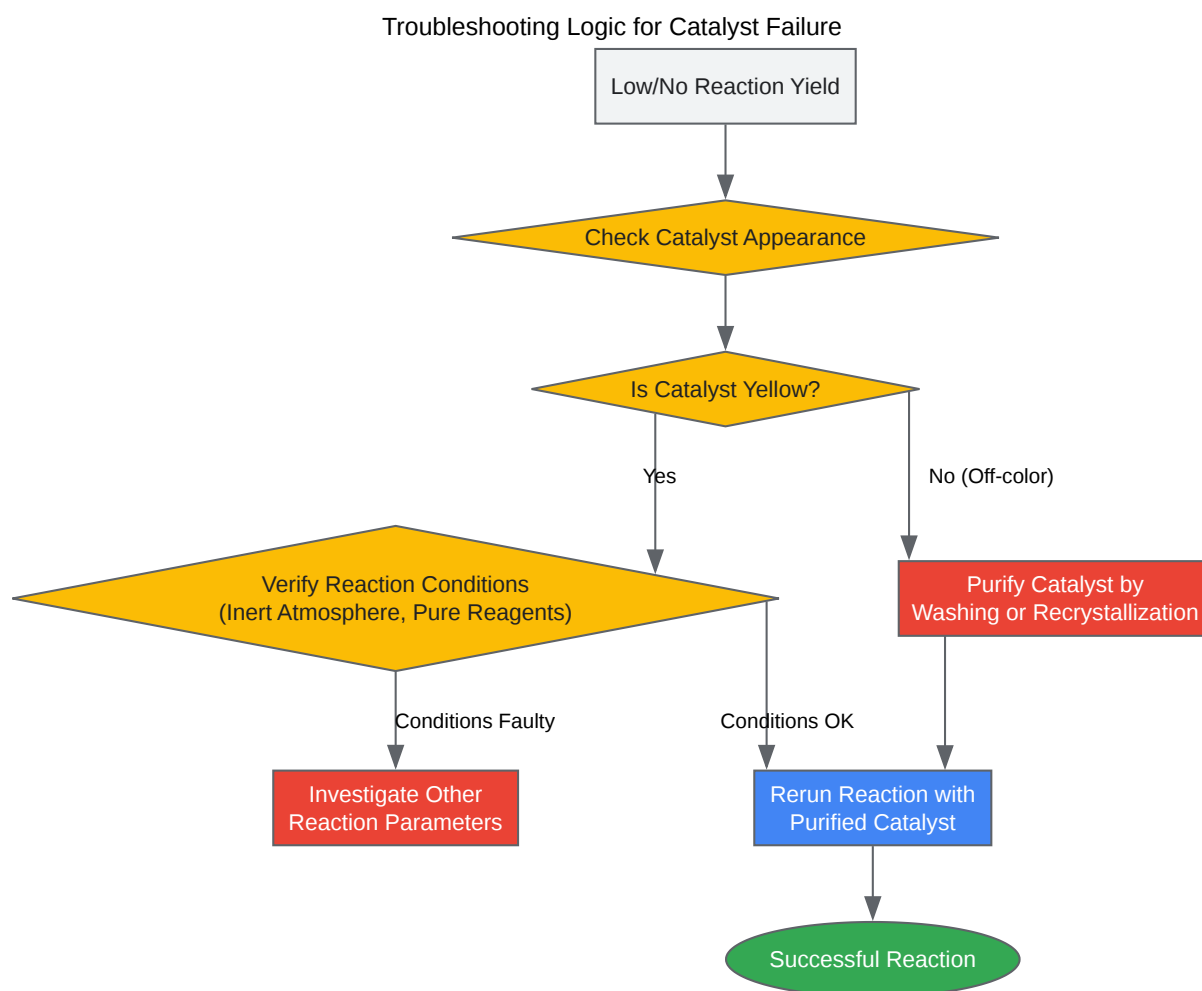 Troubleshooting Logic for Catalyst Failure
Low/No Reaction Yield
Check Catalyst Appearance
Is Catalyst Yellow?
Yes
No (Off-color)
Verify Reaction Conditions
(Inert Atmosphere, Pure Reagents)
Purify Catalyst by
Washing or Recrystallization
Conditions Faulty
Conditions OK
Investigate Other
Reaction Parameters
Rerun Reaction with
Purified Catalyst
Successful Reaction